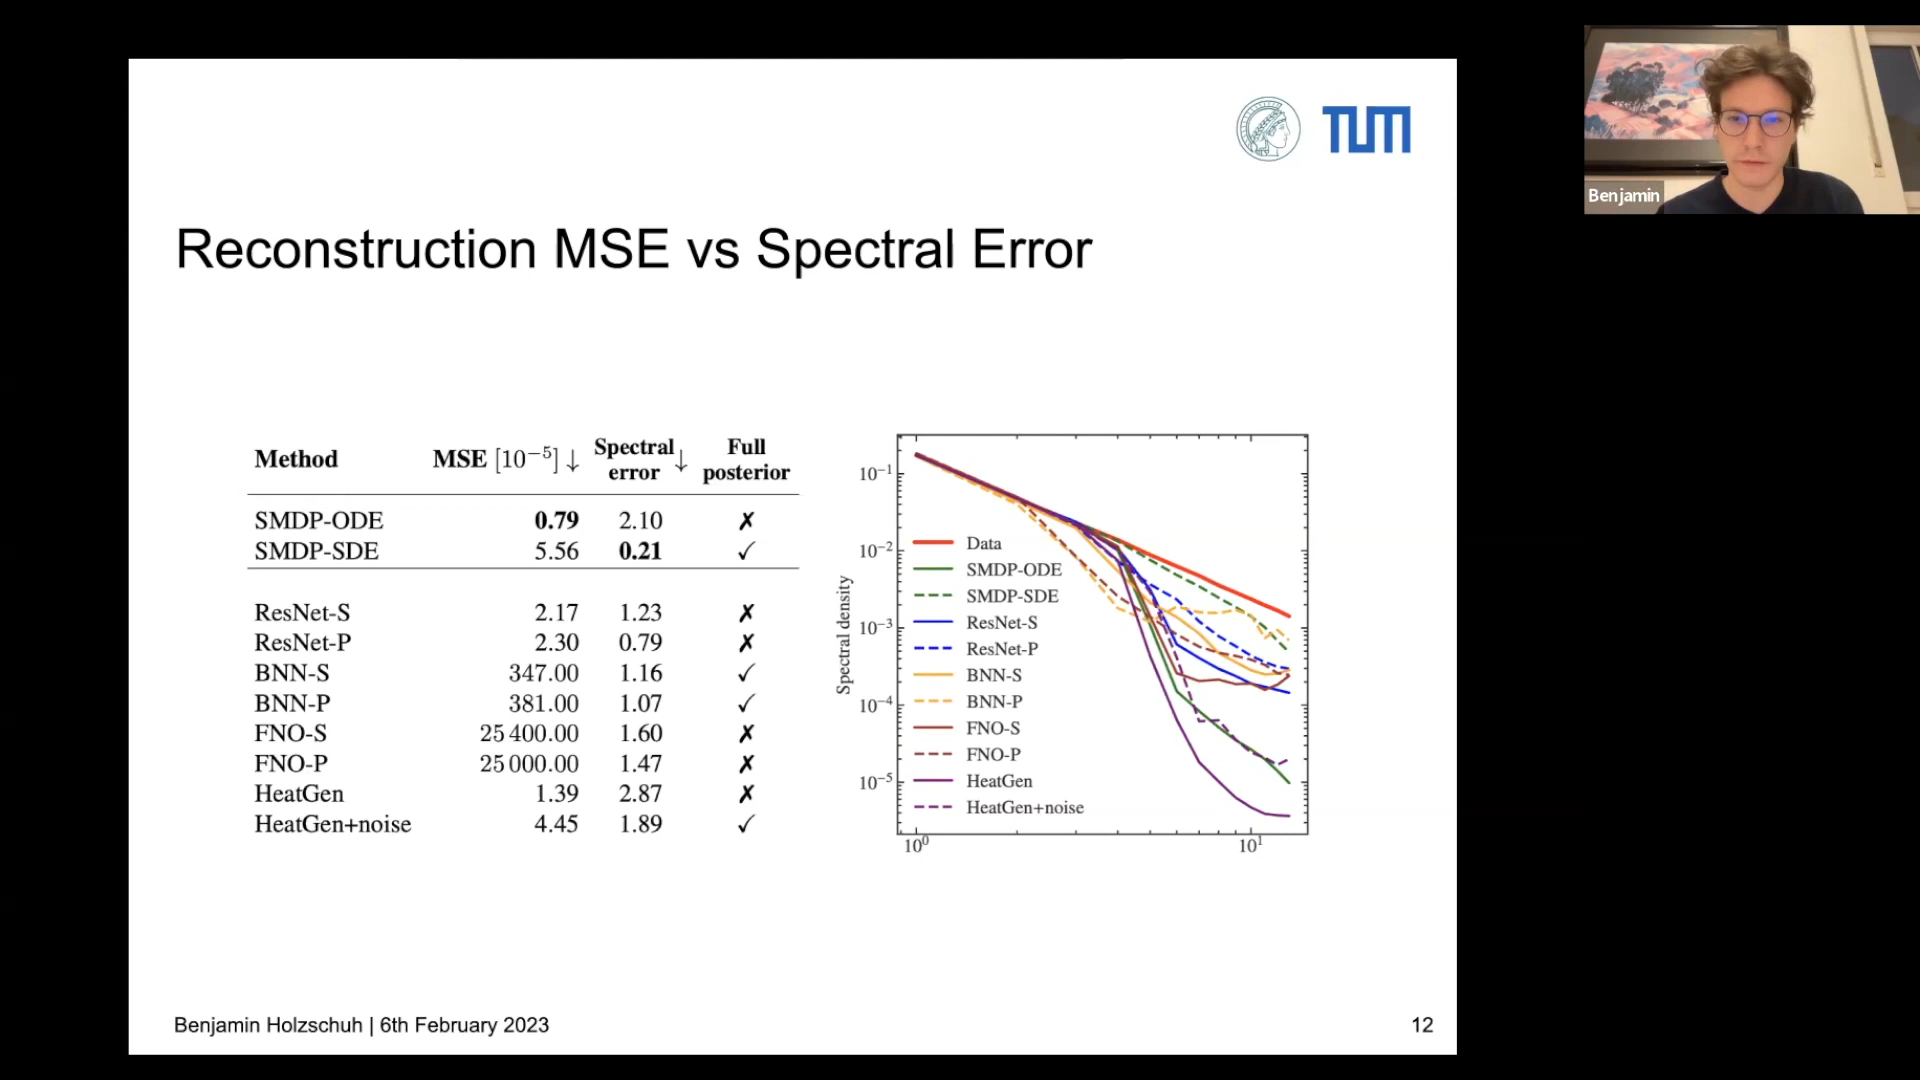 TUM
Benjamin
Reconstruction MSE vs Spectral Error
Method MSE [10⁻⁵] ↓ Spectral error ↓ Full posterior
SMDP-ODE 0.79 2.10 ✗
SMDP-SDE 5.56 0.21 ✓
ResNet-S 2.17 1.23 ✗
ResNet-P 2.30 0.79 ✗
BNN-S 347.00 1.16 ✓
BNN-P 381.00 1.07 ✓
FNO-S 25 400.00 1.60 ✗
FNO-P 25 000.00 1.47 ✗
HeatGen 1.39 2.87 ✗
HeatGen+noise 4.45 1.89 ✓
Spectral density
10⁻¹
10⁻²
10⁻³
10⁻⁴
10⁻⁵
Data
SMDP-ODE
SMDP-SDE
ResNet-S
ResNet-P
BNN-S
BNN-P
FNO-S
FNO-P
HeatGen
HeatGen+noise
10⁰ 10¹
Benjamin Holzschuh | 6th February 2023
12